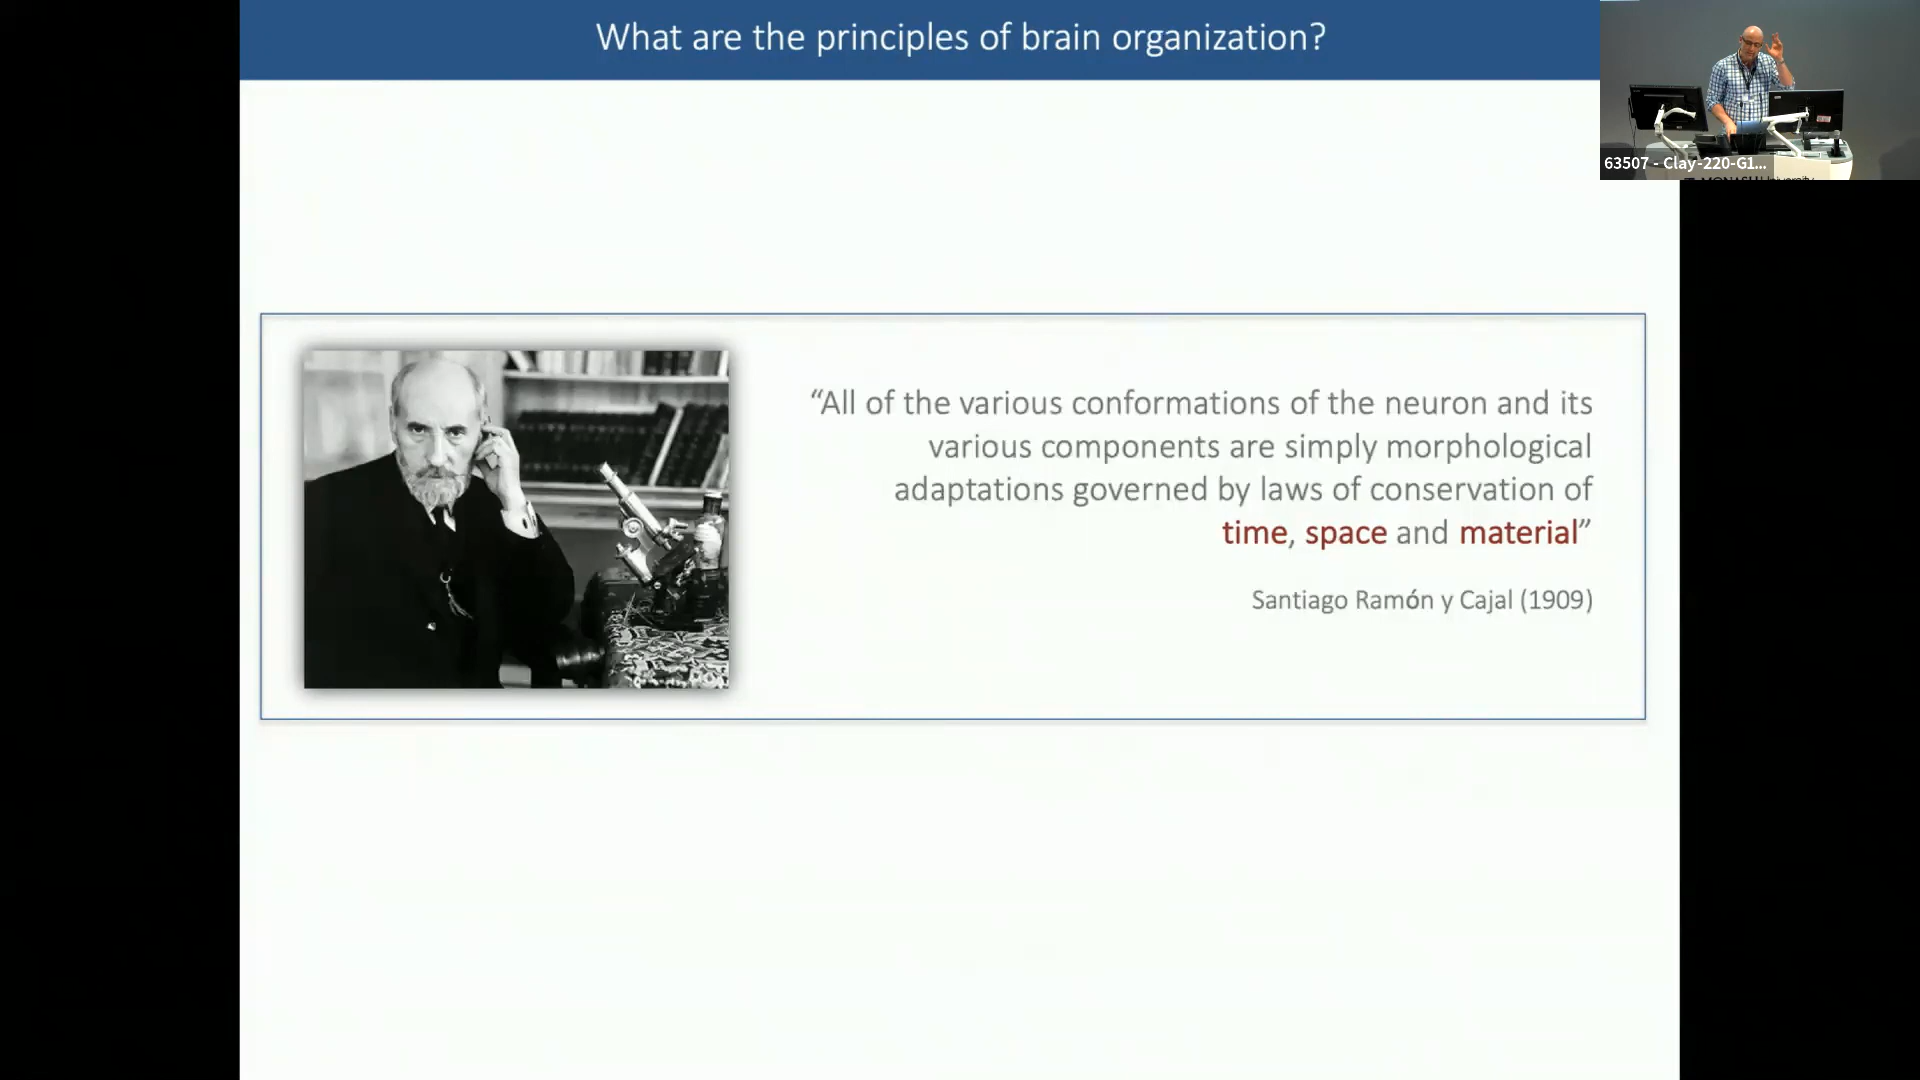 What are the principles of brain organization?
63507 - Clay-220-G1...
MONASH University
“All of the various conformations of the neuron and its
various components are simply morphological
adaptations governed by laws of conservation of
time, space and material”
Santiago Ramón y Cajal (1909)